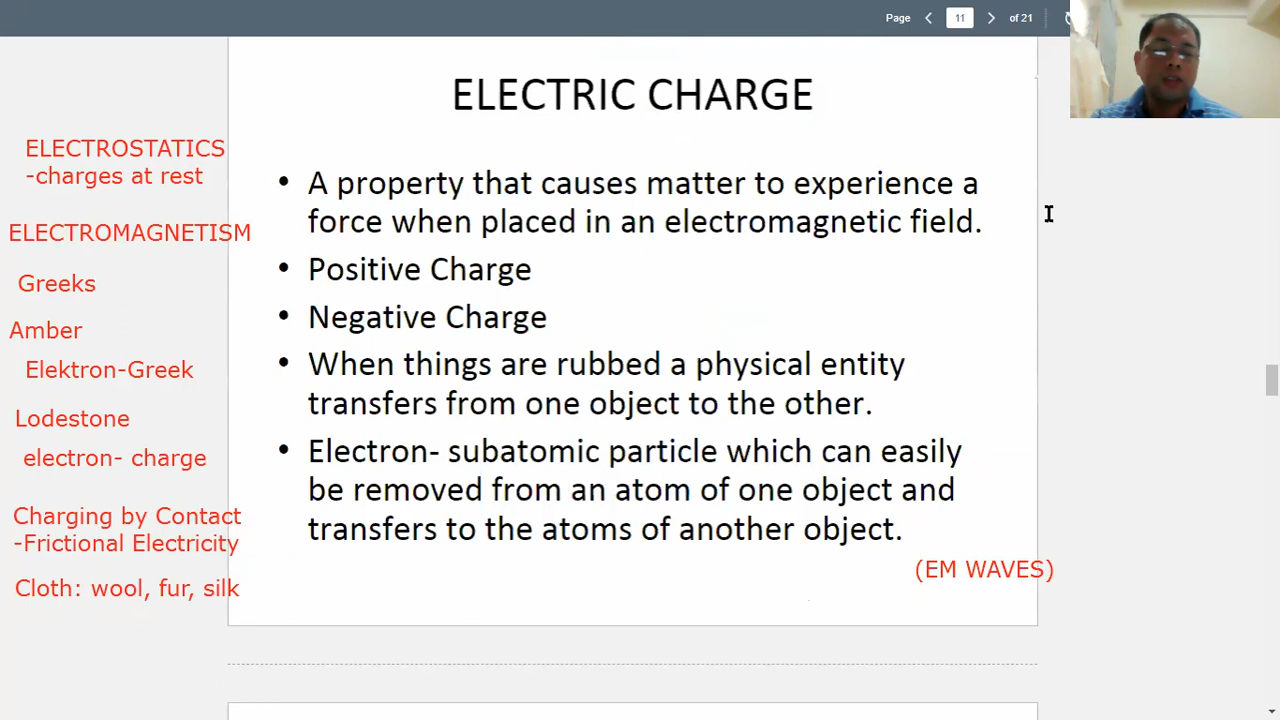 Page 11 of 21
ELECTRIC CHARGE
ELECTROSTATICS
-charges at rest
ELECTROMAGNETISM
Greeks
Amber
Elektron-Greek
Lodestone
electron- charge
Charging by Contact
-Frictional Electricity
Cloth: wool, fur, silk
• A property that causes matter to experience a
force when placed in an electromagnetic field.
• Positive Charge
• Negative Charge
• When things are rubbed a physical entity
transfers from one object to the other.
• Electron- subatomic particle which can easily
be removed from an atom of one object and
transfers to the atoms of another object.
(EM WAVES)